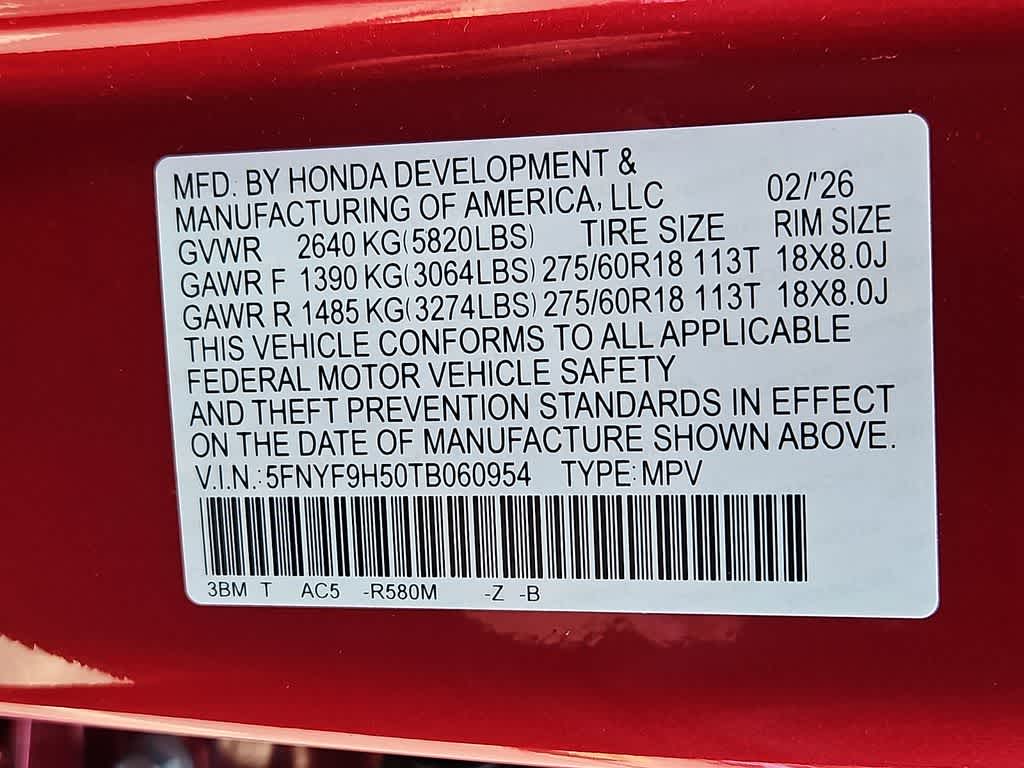 MFD. BY HONDA DEVELOPMENT &
MANUFACTURING OF AMERICA, LLC 02/'26
GVWR 2640 KG(5820LBS) TIRE SIZE RIM SIZE
GAWR F 1390 KG(3064LBS) 275/60R18 113T 18X8.0J
GAWR R 1485 KG(3274LBS) 275/60R18 113T 18X8.0J
THIS VEHICLE CONFORMS TO ALL APPLICABLE
FEDERAL MOTOR VEHICLE SAFETY
AND THEFT PREVENTION STANDARDS IN EFFECT
ON THE DATE OF MANUFACTURE SHOWN ABOVE.
V.I.N.: 5FNYF9H50TB060954 TYPE: MPV
3BM T AC5 -R580M -Z -B